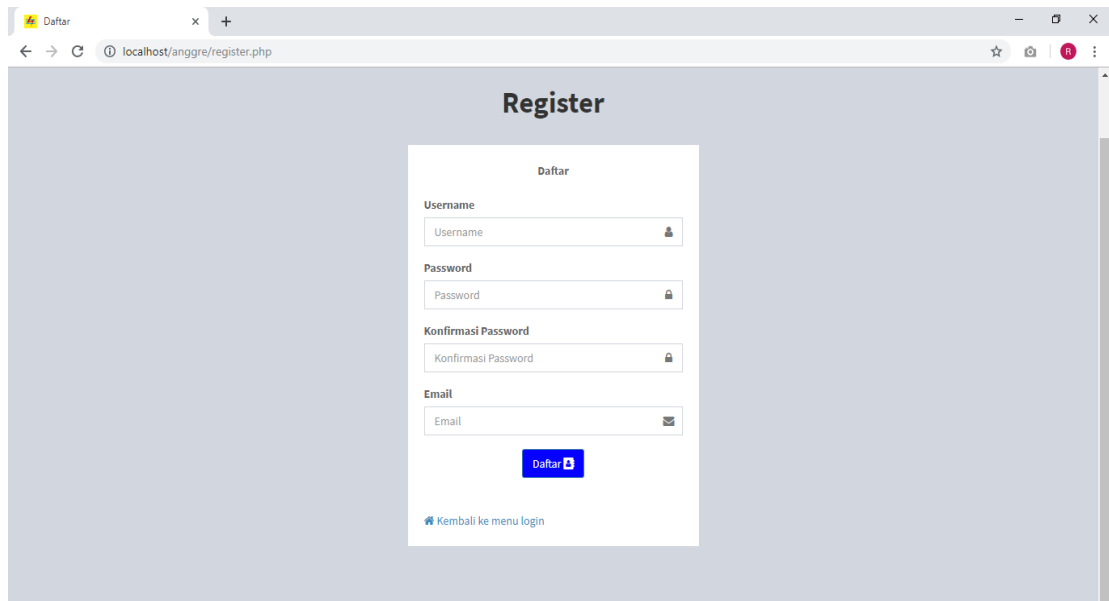 Daftar
localhost/anggre/register.php
R
Register
Daftar
Username
Username
Password
Password
Konfirmasi Password
Konfirmasi Password
Email
Email
Daftar
Kembali ke menu login